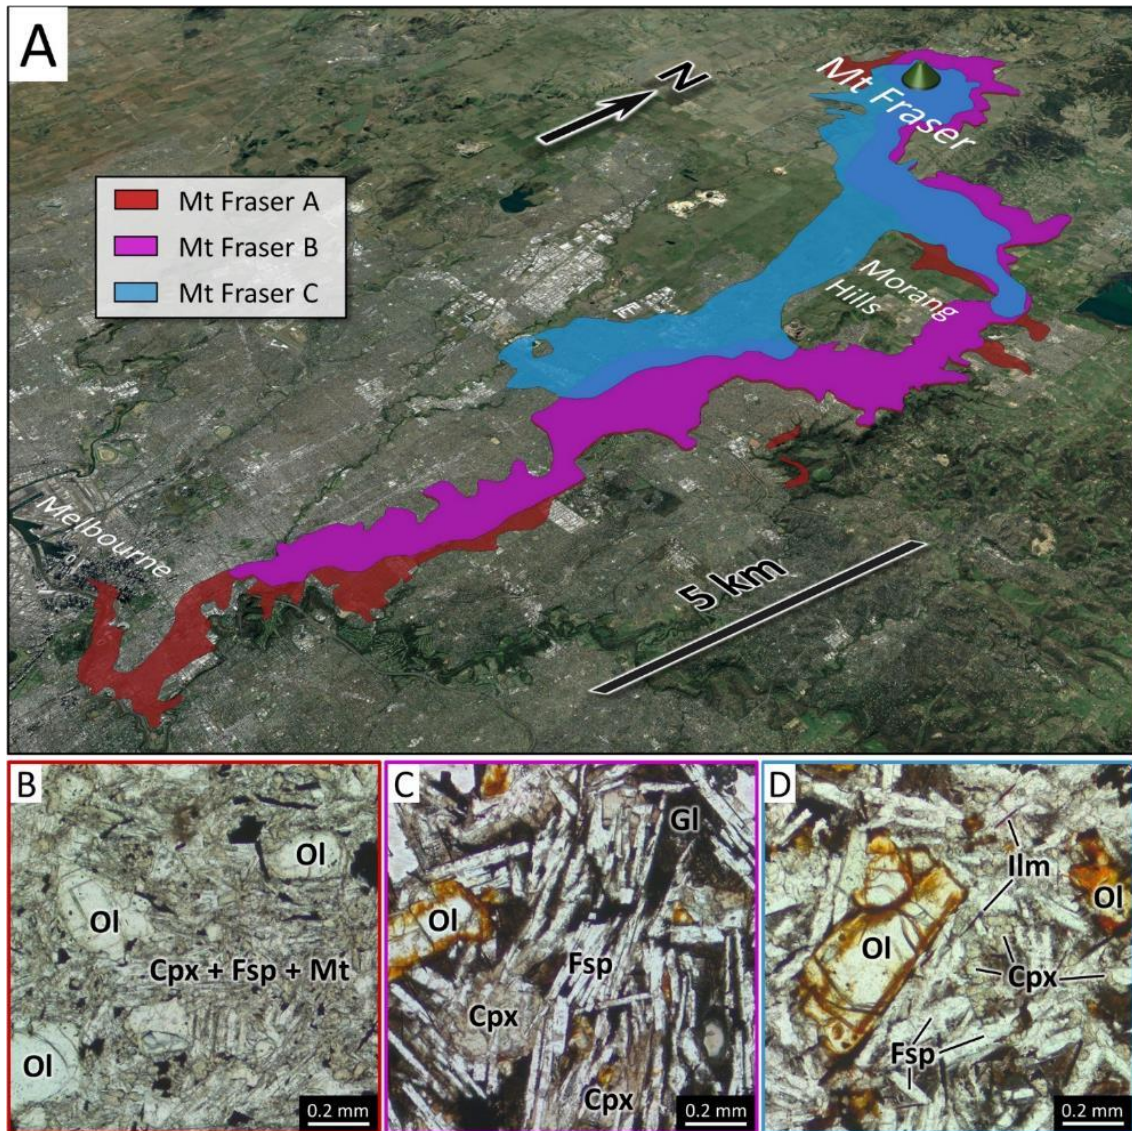 A
N
Mt Fraser
Mt Fraser A
Mt Fraser B
Mt Fraser C
Morang
Hills
Melbourne
5 km
B
Ol
Ol
Cpx + Fsp + Mt
Ol
0.2 mm
C
Gl
Ol
Fsp
Cpx
Cpx
0.2 mm
D
Ilm
Ol
Ol
Cpx
Fsp
0.2 mm